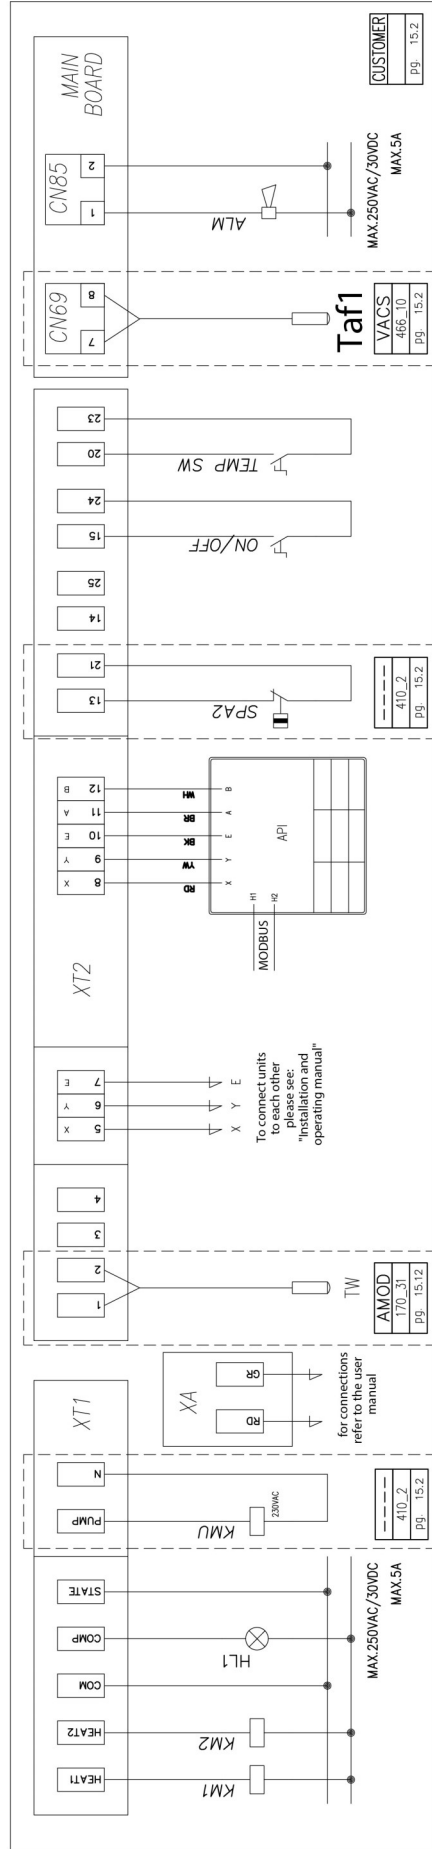 XT1
HEAT1
HEAT2
COM
COMP
STATE
PUMP
N
KM1
KM2
HL1
KMU
230VAC
MAX.250VAC/30VDC
MAX.5A
-----
410_2
pg. 15.2
XA
RD
GR
for connections
refer to the user
manual
1
2
3
4
TW
AMOD
170_31
pg. 15.12
XT2
X
Y
E
5
6
7
X
Y
E
To connect units
to each other
please see:
"Installation and
operating manual"
X
Y
E
A
B
8
9
10
11
12
RD
YW
BK
BR
WH
X
Y
E
A
B
H1
H2
API
MODBUS
13
21
SPA2
-----
410_2
pg. 15.2
14
25
15
24
20
23
ON/OFF
TEMP SW
MAIN
BOARD
CN69
7
8
CN85
1
2
Taf1
VACS
466_10
pg. 15.2
ALM
MAX.250VAC/30VDC
MAX.5A
CUSTOMER
pg. 15.2